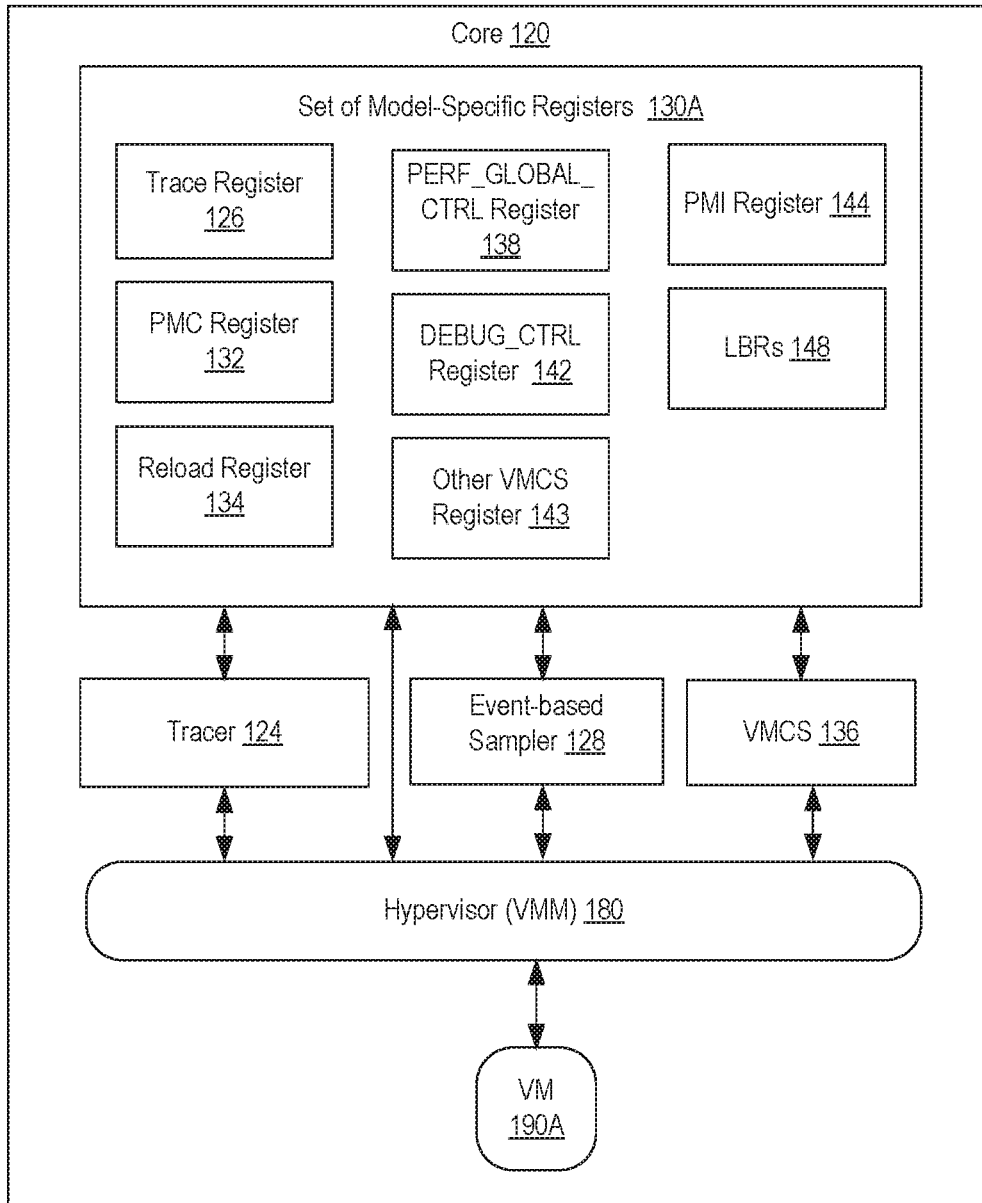 Core 120
Set of Model-Specific Registers 130A
Trace Register
126
PERF_GLOBAL_
CTRL Register
138
PMI Register 144
PMC Register
132
DEBUG_CTRL
Register 142
LBRs 148
Reload Register
134
Other VMCS
Register 143
Tracer 124
Event-based
Sampler 128
VMCS 136
Hypervisor (VMM) 180
VM
190A